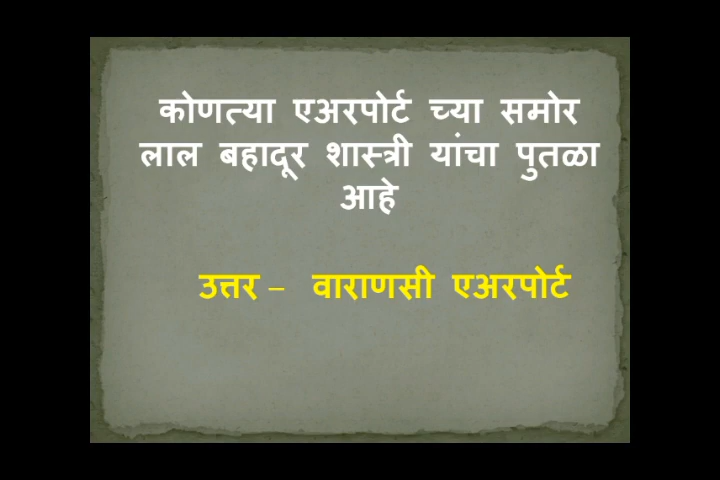 कोणत्या एअरपोर्ट च्या समोर
लाल बहादूर शास्त्री यांचा पुतळा
आहे
उत्तर – वाराणसी एअरपोर्ट